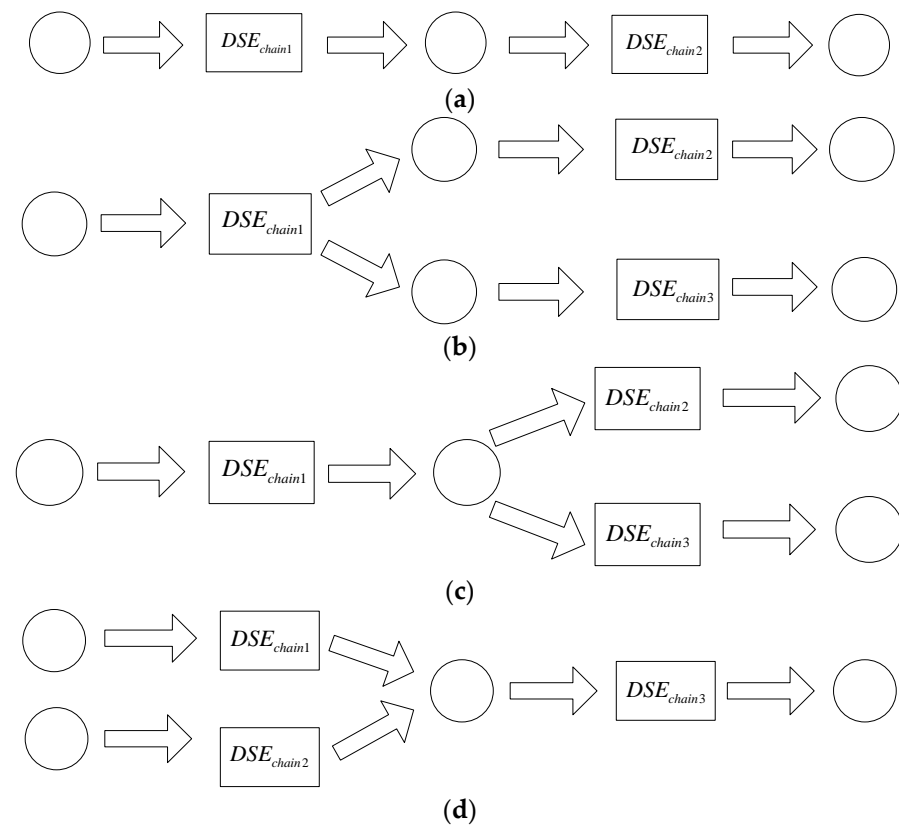 DSE_chain1 DSE_chain2
(a)
DSE_chain2
DSE_chain1
DSE_chain3
(b)
DSE_chain2
DSE_chain1
DSE_chain3
(c)
DSE_chain1
DSE_chain3
DSE_chain2
(d)